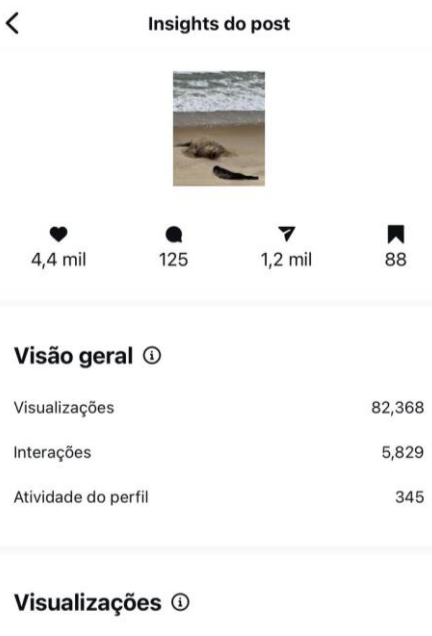 Insights do post
4,4 mil 125 1,2 mil 88
Visão geral
Visualizações 82,368
Interações 5,829
Atividade do perfil 345
Visualizações